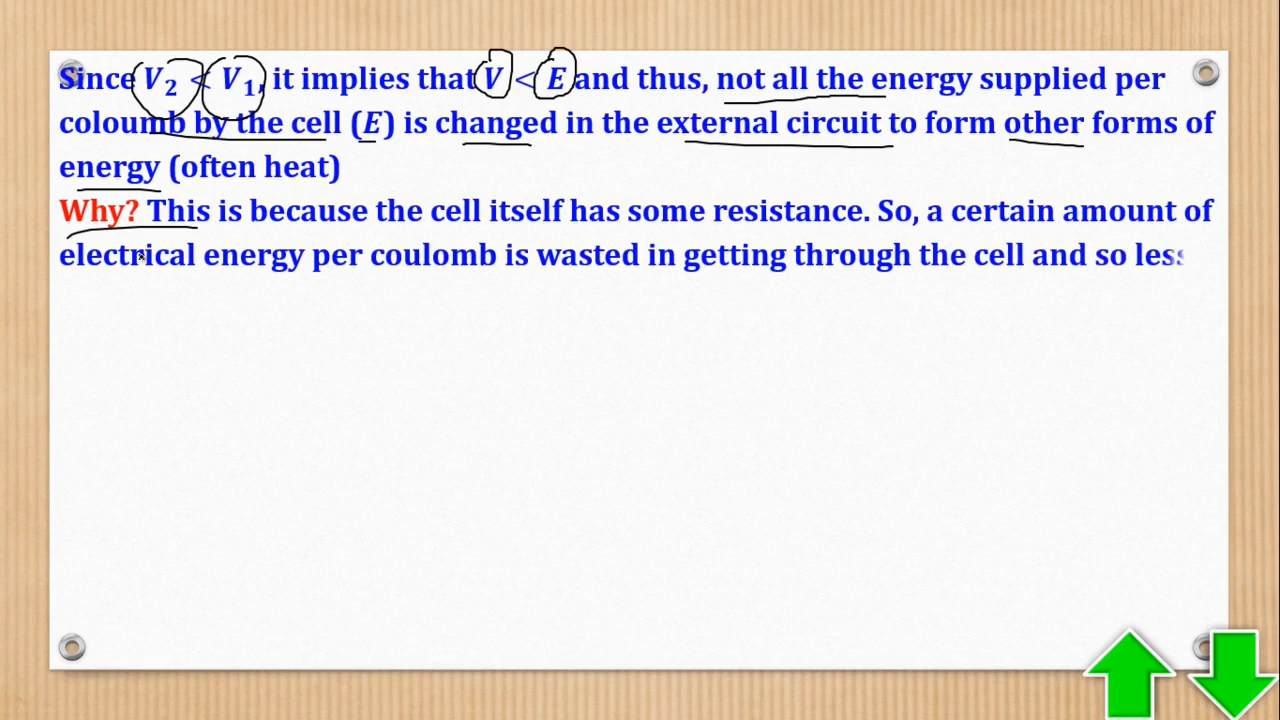 Since V₂ < V₁, it implies that V < E and thus, not all the energy supplied per
coloumb by the cell (E) is changed in the external circuit to form other forms of
energy (often heat)
Why? This is because the cell itself has some resistance. So, a certain amount of
electrical energy per coulomb is wasted in getting through the cell and so less